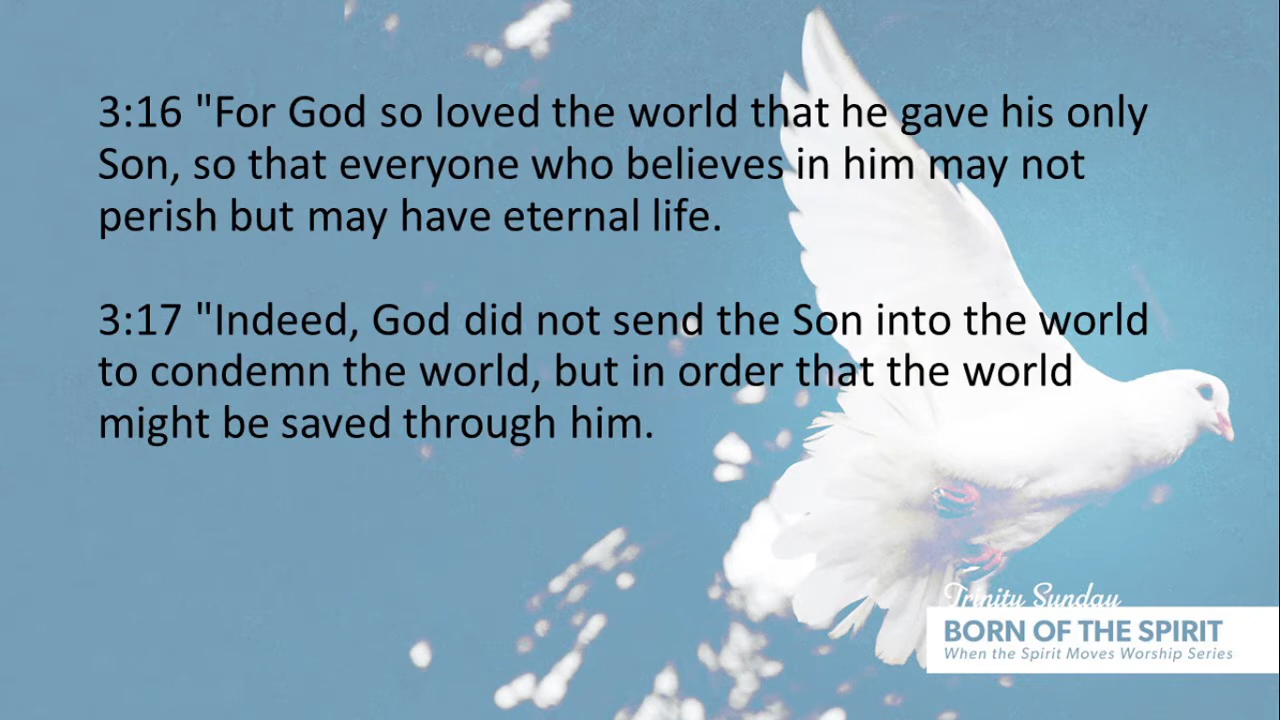 3:16 "For God so loved the world that he gave his only
Son, so that everyone who believes in him may not
perish but may have eternal life.
3:17 "Indeed, God did not send the Son into the world
to condemn the world, but in order that the world
might be saved through him.
Trinity Sunday
BORN OF THE SPIRIT
When the Spirit Moves Worship Series